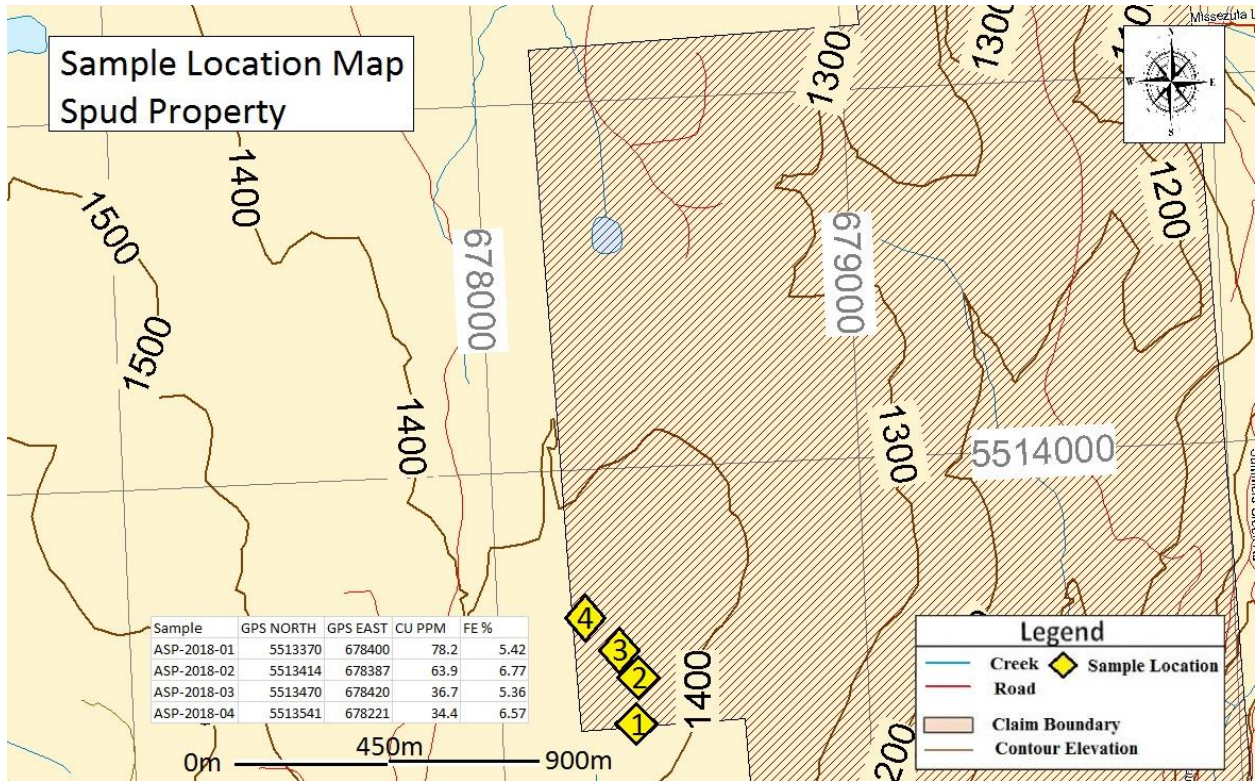 Sample Location Map
Spud Property
Missezula L
N
W E
S
1300
1300
1400
1500
1200
678000
679000
1500
1400
1300
5514000
4
3
2
1
1400
Sample GPS NORTH GPS EAST CU PPM FE %
ASP-2018-01 5513370 678400 78.2 5.42
ASP-2018-02 5513414 678387 63.9 6.77
ASP-2018-03 5513470 678420 36.7 5.36
ASP-2018-04 5513541 678221 34.4 6.57
0m 450m 900m
Legend
Creek Sample Location
Road
Claim Boundary
Contour Elevation